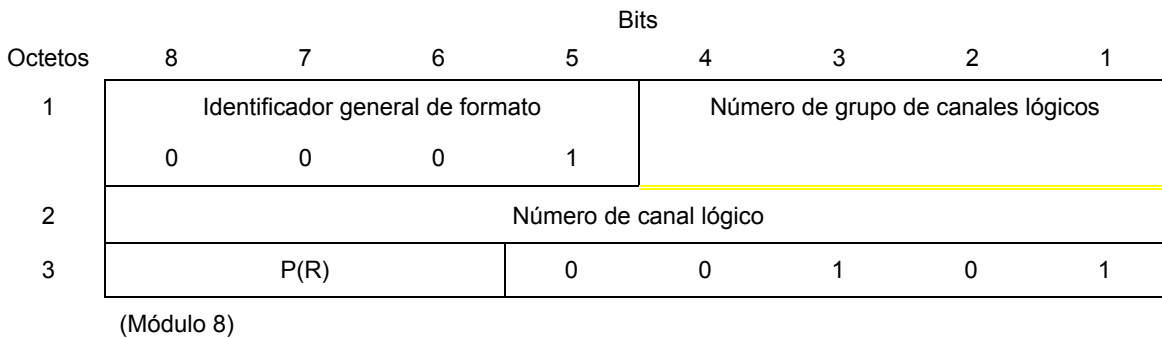 Bits
Octetos 8 7 6 5 4 3 2 1
1 Identificador general de formato Número de grupo de canales lógicos
0 0 0 1
2 Número de canal lógico
3 P(R) 0 0 1 0 1
(Módulo 8)